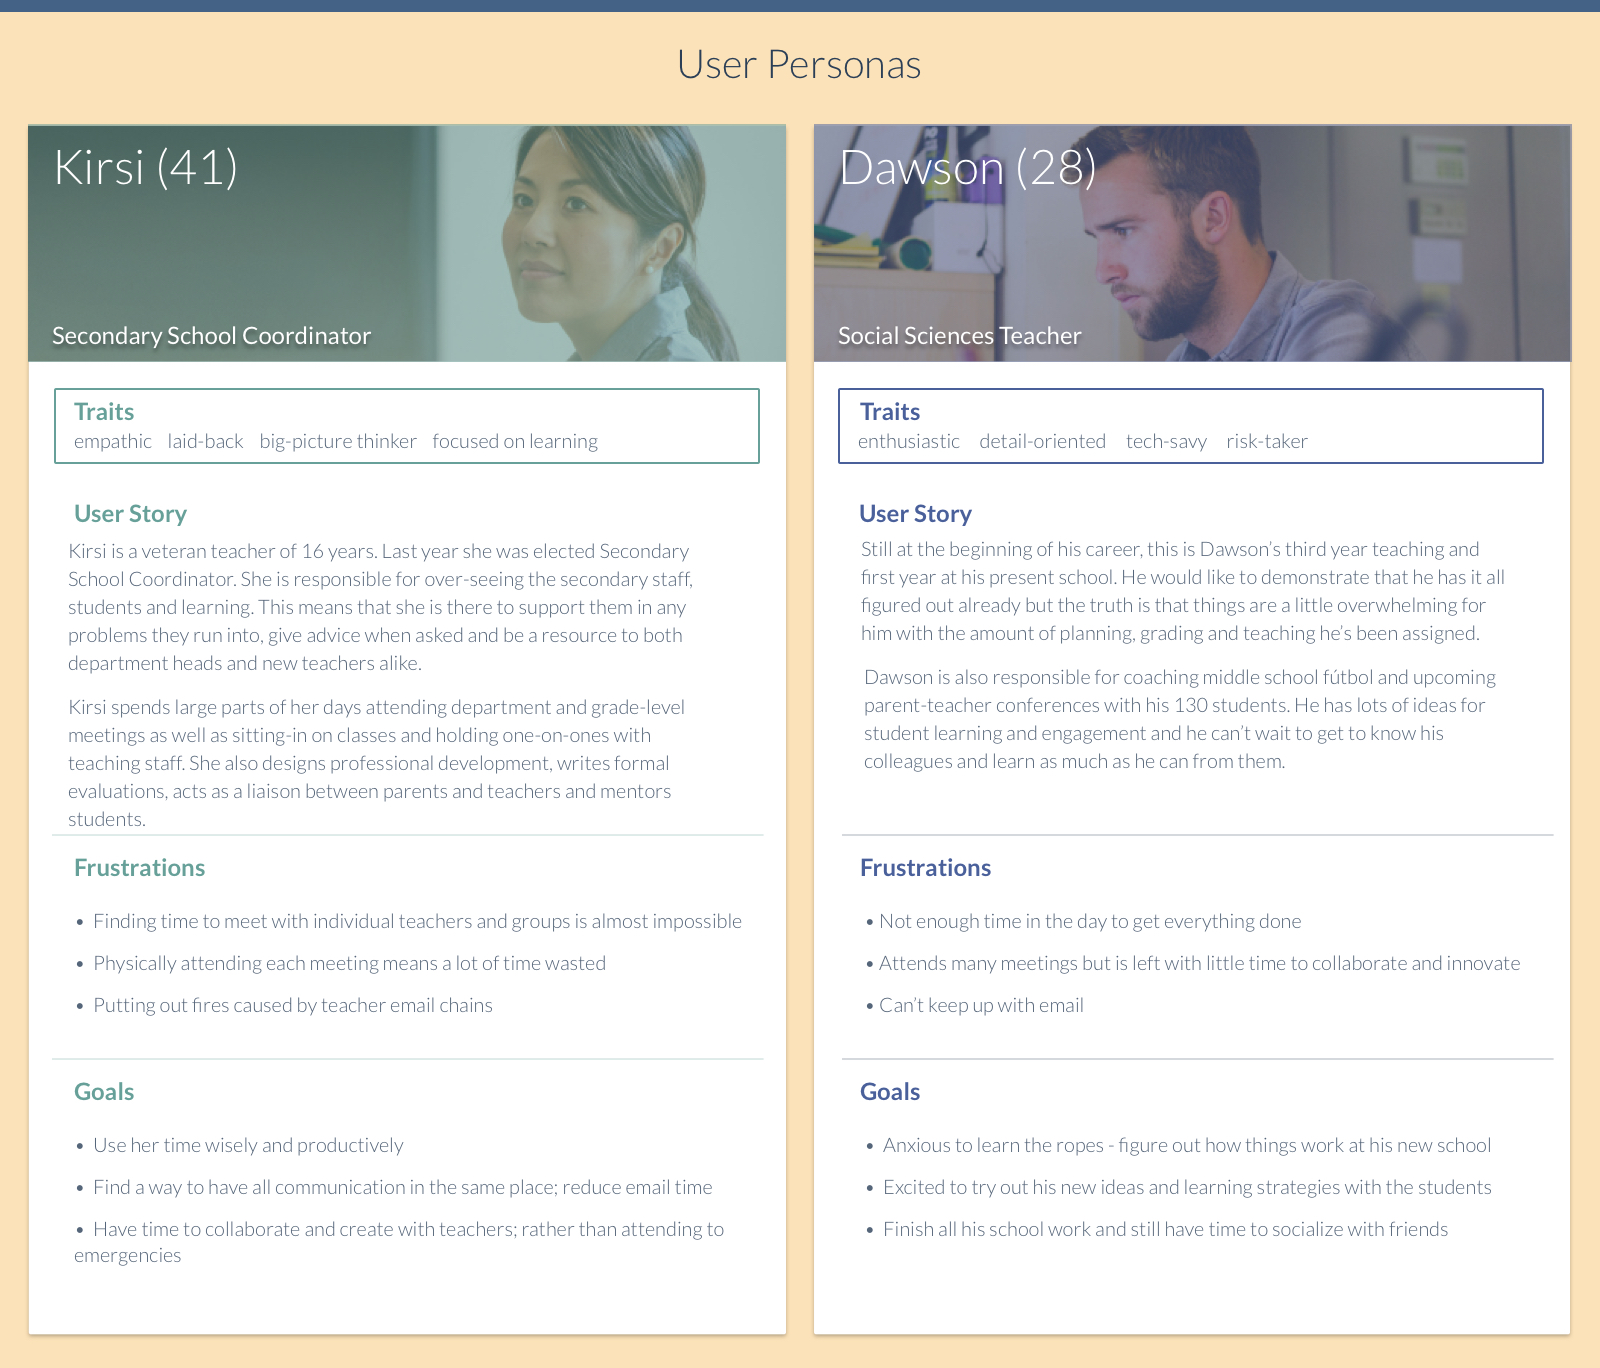 User Personas
Kirsi (41)
Secondary School Coordinator
Traits
empathic laid-back big-picture thinker focused on learning
User Story
Kirsi is a veteran teacher of 16 years. Last year she was elected Secondary
School Coordinator. She is responsible for over-seeing the secondary staff,
students and learning. This means that she is there to support them in any
problems they run into, give advice when asked and be a resource to both
department heads and new teachers alike.
Kirsi spends large parts of her days attending department and grade-level
meetings as well as sitting-in on classes and holding one-on-ones with
teaching staff. She also designs professional development, writes formal
evaluations, acts as a liaison between parents and teachers and mentors
students.
Frustrations
• Finding time to meet with individual teachers and groups is almost impossible
• Physically attending each meeting means a lot of time wasted
• Putting out fires caused by teacher email chains
Goals
• Use her time wisely and productively
• Find a way to have all communication in the same place; reduce email time
• Have time to collaborate and create with teachers; rather than attending to
emergencies
Dawson (28)
Social Sciences Teacher
Traits
enthusiastic detail-oriented tech-savy risk-taker
User Story
Still at the beginning of his career, this is Dawson's third year teaching and
first year at his present school. He would like to demonstrate that he has it all
figured out already but the truth is that things are a little overwhelming for
him with the amount of planning, grading and teaching he's been assigned.
Dawson is also responsible for coaching middle school fútbol and upcoming
parent-teacher conferences with his 130 students. He has lots of ideas for
student learning and engagement and he can't wait to get to know his
colleagues and learn as much as he can from them.
Frustrations
• Not enough time in the day to get everything done
• Attends many meetings but is left with little time to collaborate and innovate
• Can't keep up with email
Goals
• Anxious to learn the ropes - figure out how things work at his new school
• Excited to try out his new ideas and learning strategies with the students
• Finish all his school work and still have time to socialize with friends